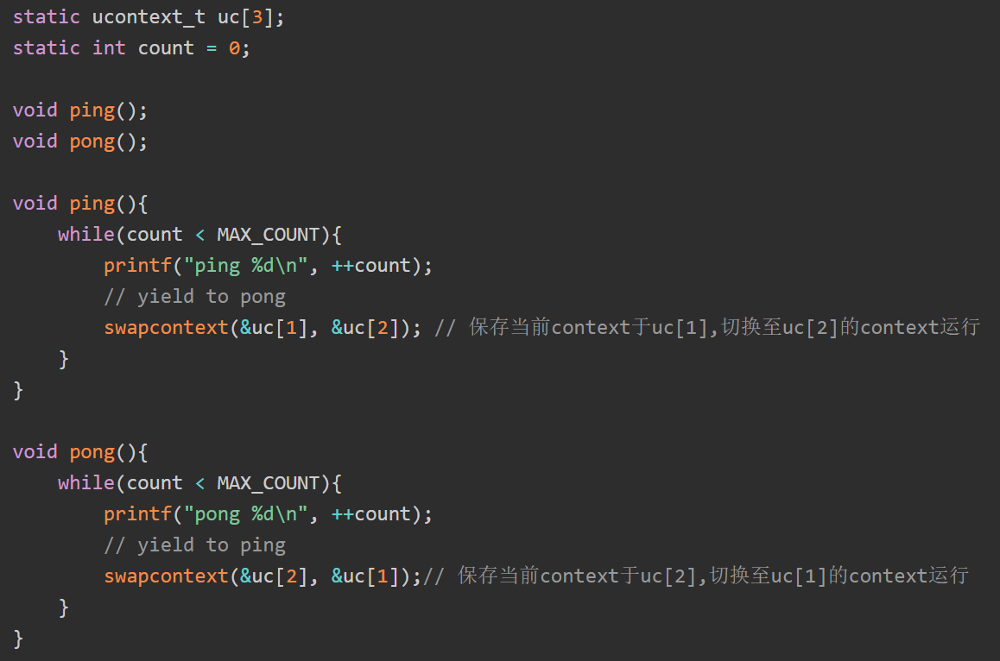 static ucontext_t uc[3];
static int count = 0;
void ping();
void pong();
void ping(){
    while(count < MAX_COUNT){
        printf("ping %d\n", ++count);
        // yield to pong
        swapcontext(&uc[1], &uc[2]); // 保存当前context于uc[1],切换至uc[2]的context运行
    }
}
void pong(){
    while(count < MAX_COUNT){
        printf("pong %d\n", ++count);
        // yield to ping
        swapcontext(&uc[2], &uc[1]);// 保存当前context于uc[2],切换至uc[1]的context运行
    }
}